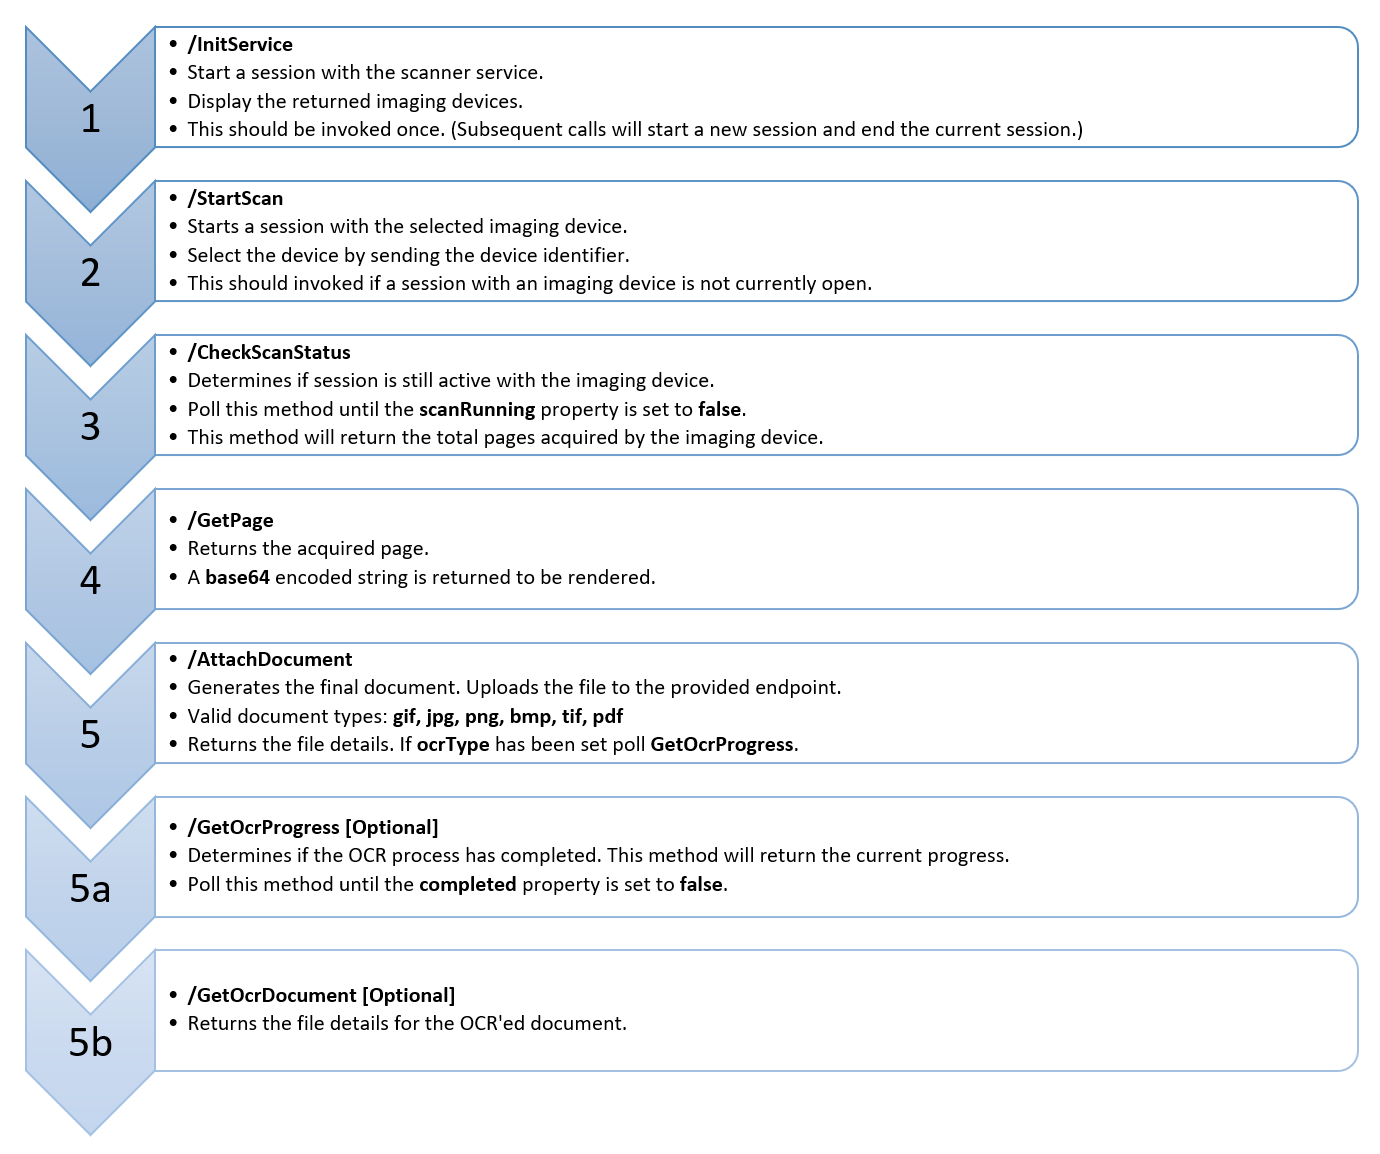 1
• /InitService
• Start a session with the scanner service.
• Display the returned imaging devices.
• This should be invoked once. (Subsequent calls will start a new session and end the current session.)
2
• /StartScan
• Starts a session with the selected imaging device.
• Select the device by sending the device identifier.
• This should invoked if a session with an imaging device is not currently open.
3
• /CheckScanStatus
• Determines if session is still active with the imaging device.
• Poll this method until the scanRunning property is set to false.
• This method will return the total pages acquired by the imaging device.
4
• /GetPage
• Returns the acquired page.
• A base64 encoded string is returned to be rendered.
5
• /AttachDocument
• Generates the final document. Uploads the file to the provided endpoint.
• Valid document types: gif, jpg, png, bmp, tif, pdf
• Returns the file details. If ocrType has been set poll GetOcrProgress.
5a
• /GetOcrProgress [Optional]
• Determines if the OCR process has completed. This method will return the current progress.
• Poll this method until the completed property is set to false.
5b
• /GetOcrDocument [Optional]
• Returns the file details for the OCR'ed document.